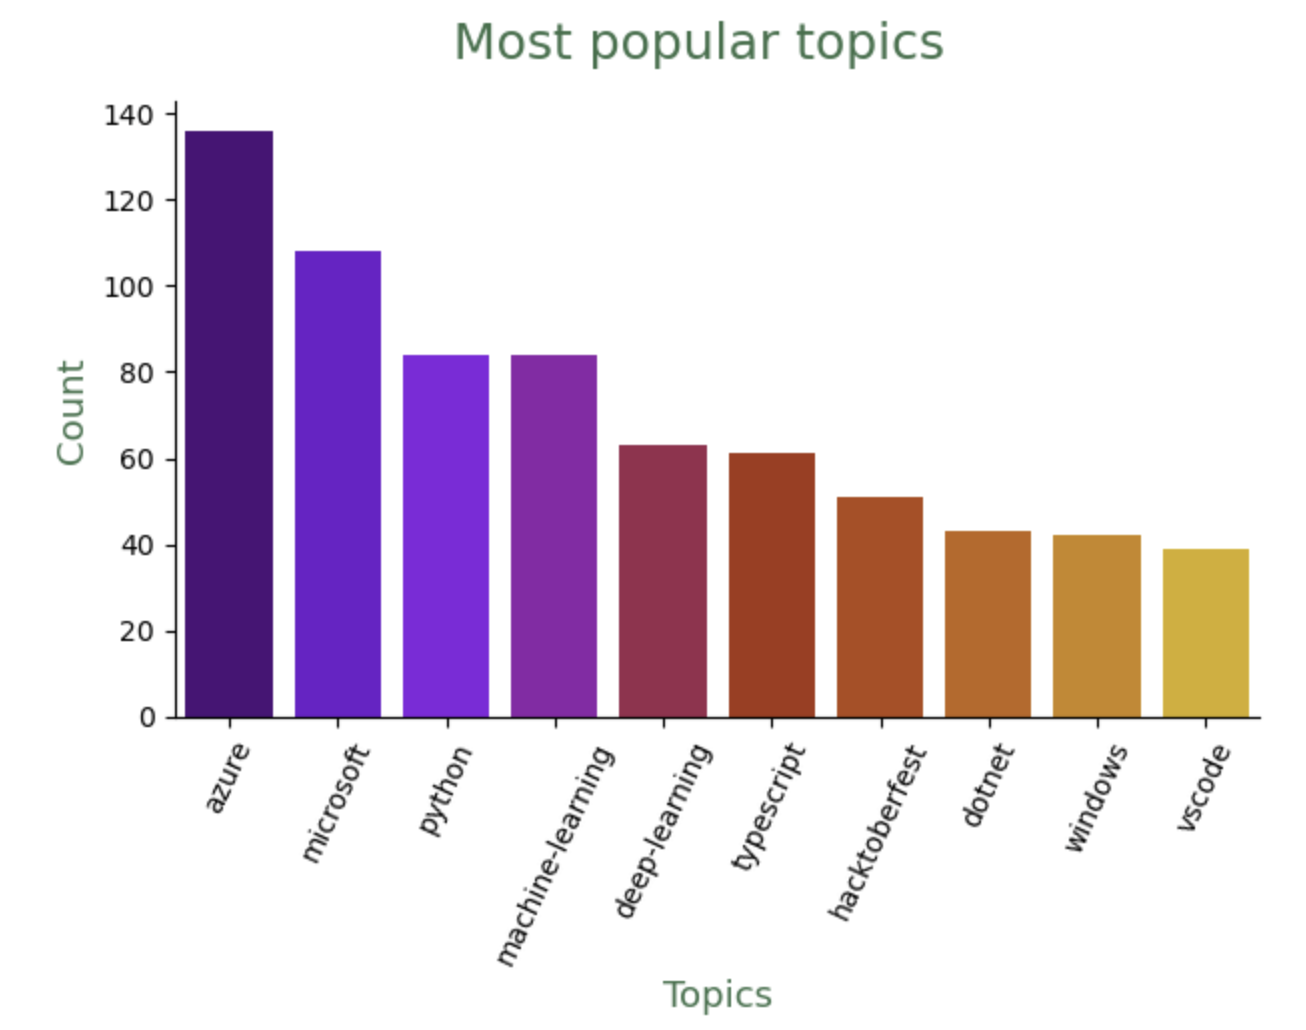 Most popular topics
140
120
100
80
60
40
20
0
Count
azure
microsoft
python
machine-learning
deep-learning
typescript
hacktoberfest
dotnet
windows
vscode
Topics